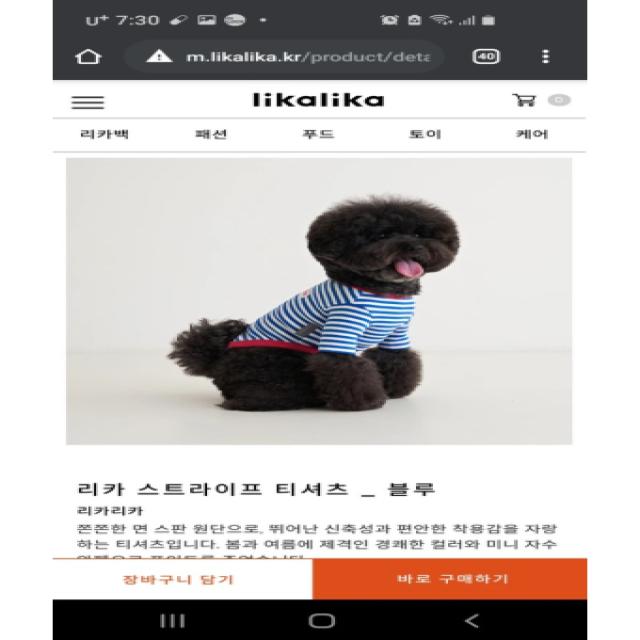 U⁺ 7:30
m.likalika.kr/product/deta
40
likalika
0
리카백 패션 푸드 토이 케어
리카 스트라이프 티셔츠 _ 블루
리카리카
쫀쫀한 면 스판 원단으로, 뛰어난 신축성과 편안한 착용감을 자랑
하는 티셔츠입니다. 봄과 여름에 제격인 경쾌한 컬러와 미니 자수
장바구니 담기 바로 구매하기